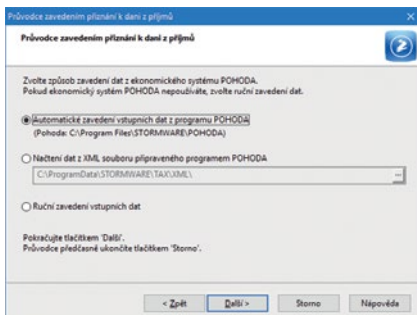 Průvodce zavedením přiznání k dani z příjmů
Průvodce zavedením přiznání k dani z příjmů
Zvolte způsob zavedení dat z ekonomického systému POHODA.
Pokud ekonomický systém POHODA nepoužíváte, zvolte ruční zavedení dat.
Automatické zavedení vstupních dat z programu POHODA
(Pohoda: C:\Program Files\STORMWARE\POHODA)
Načtení dat z XML souboru připraveného programem POHODA
C:\ProgramData\STORMWARE\TAX\XML\
...
Ruční zavedení vstupních dat
Pokračujte tlačítkem 'Další'.
Průvodce předčasně ukončíte tlačítkem 'Storno'.
< Zpět Další > Storno Nápověda